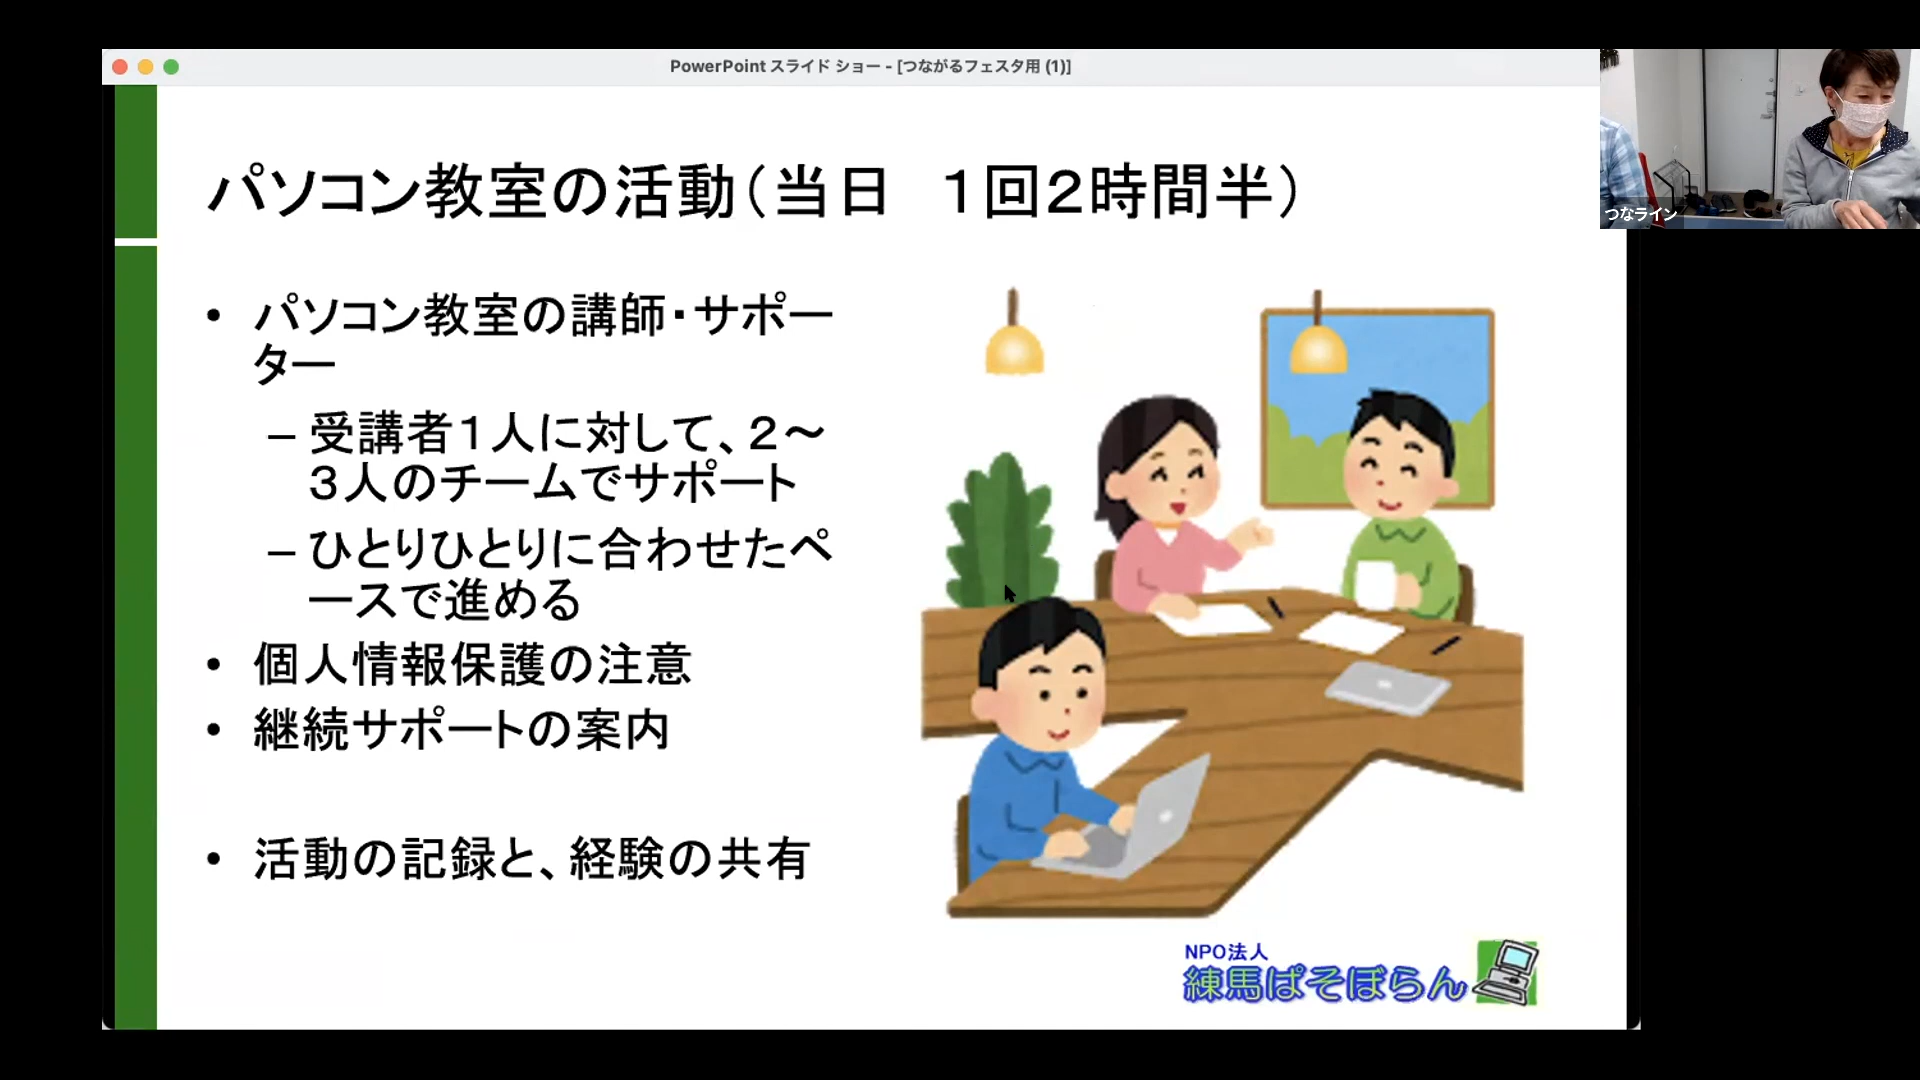 PowerPoint スライド ショー - [つながるフェスタ用 (1)]
つなライン
パソコン教室の活動（当日　１回２時間半）
• パソコン教室の講師・サポー
ター
– 受講者１人に対して、２～
３人のチームでサポート
– ひとりひとりに合わせたペ
ースで進める
• 個人情報保護の注意
• 継続サポートの案内
• 活動の記録と、経験の共有
NPO法人
練馬ぱそぼらん